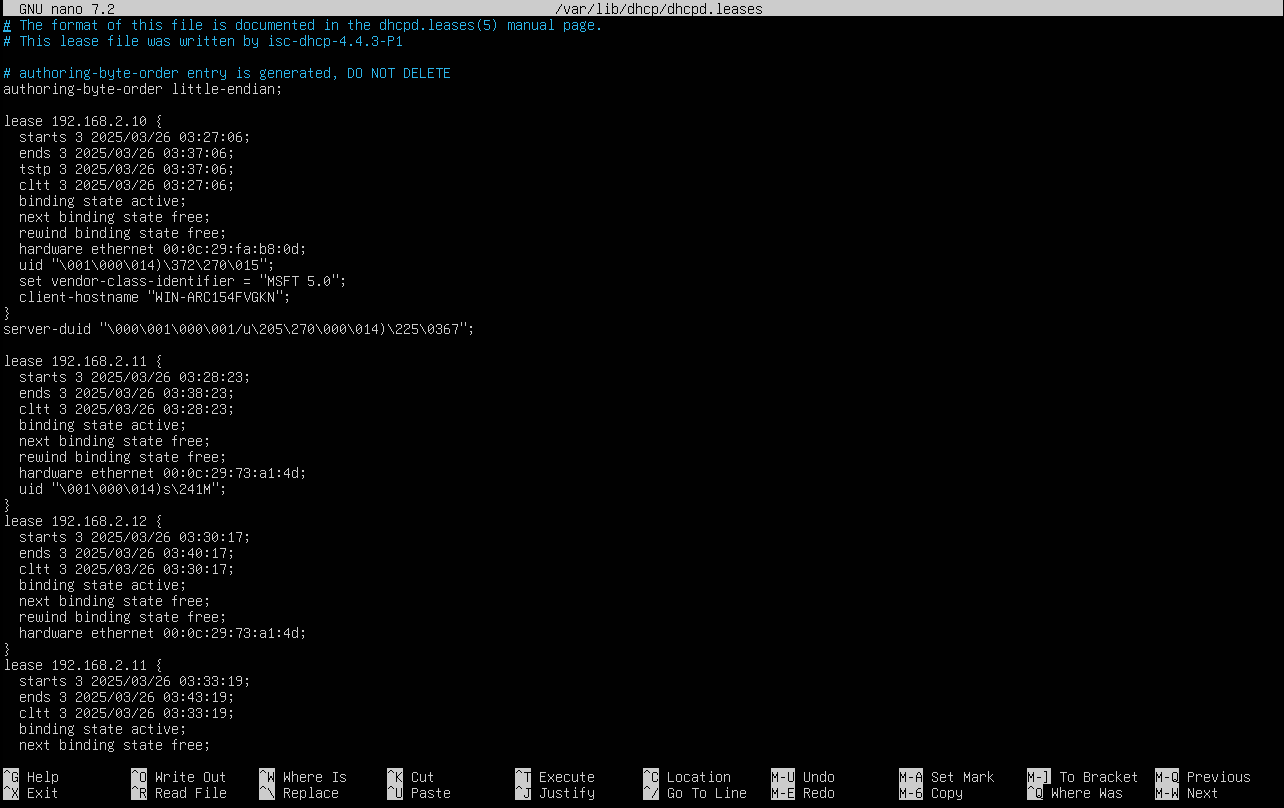 GNU nano 7.2 /var/lib/dhcp/dhcpd.leases
# The format of this file is documented in the dhcpd.leases(5) manual page.
# This lease file was written by isc-dhcp-4.4.3-P1

# authoring-byte-order entry is generated, DO NOT DELETE
authoring-byte-order little-endian;

lease 192.168.2.10 {
  starts 3 2025/03/26 03:27:06;
  ends 3 2025/03/26 03:37:06;
  tstp 3 2025/03/26 03:37:06;
  cltt 3 2025/03/26 03:27:06;
  binding state active;
  next binding state free;
  rewind binding state free;
  hardware ethernet 00:0c:29:fa:b8:0d;
  uid "\001\000\014)\372\270\015";
  set vendor-class-identifier = "MSFT 5.0";
  client-hostname "WIN-ARC154FVGKN";
}
server-duid "\000\001\000\001/u\205\270\000\014)\225\0367";

lease 192.168.2.11 {
  starts 3 2025/03/26 03:28:23;
  ends 3 2025/03/26 03:38:23;
  cltt 3 2025/03/26 03:28:23;
  binding state active;
  next binding state free;
  rewind binding state free;
  hardware ethernet 00:0c:29:73:a1:4d;
  uid "\001\000\014)s\241M";
}
lease 192.168.2.12 {
  starts 3 2025/03/26 03:30:17;
  ends 3 2025/03/26 03:40:17;
  cltt 3 2025/03/26 03:30:17;
  binding state active;
  next binding state free;
  rewind binding state free;
  hardware ethernet 00:0c:29:73:a1:4d;
}
lease 192.168.2.11 {
  starts 3 2025/03/26 03:33:19;
  ends 3 2025/03/26 03:43:19;
  cltt 3 2025/03/26 03:33:19;
  binding state active;
  next binding state free;

^G Help ^O Write Out ^W Where Is ^K Cut ^T Execute ^C Location M-U Undo M-A Set Mark M-] To Bracket M-Q Previous
^X Exit ^R Read File ^\ Replace ^U Paste ^J Justify ^/ Go To Line M-E Redo M-6 Copy ^Q Where Was M-W Next